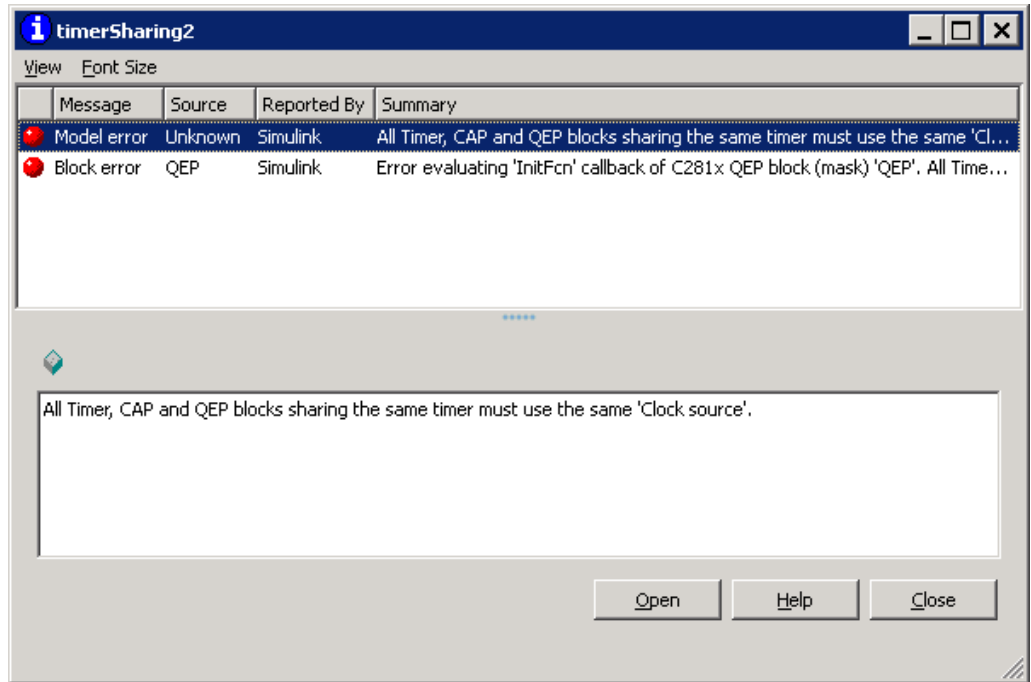 timerSharing2
View Font Size
Message Source Reported By Summary
Model error Unknown Simulink All Timer, CAP and QEP blocks sharing the same timer must use the same 'Cl...
Block error QEP Simulink Error evaluating 'InitFcn' callback of C281x QEP block (mask) 'QEP'. All Time...
All Timer, CAP and QEP blocks sharing the same timer must use the same 'Clock source'.
Open Help Close